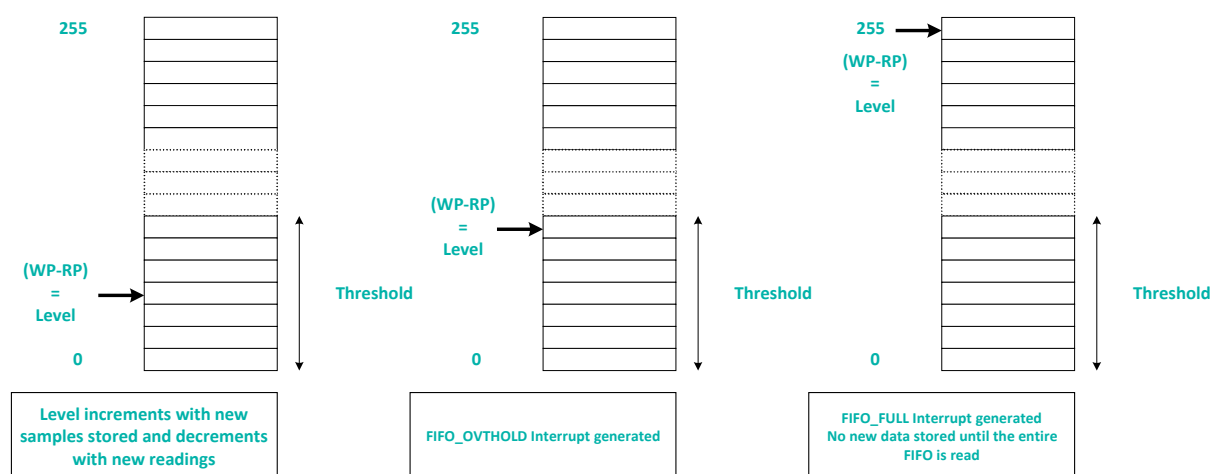 255
(WP-RP)
=
Level
0
Threshold
Level increments with new
samples stored and decrements
with new readings
255
(WP-RP)
=
Level
0
Threshold
FIFO_OVTHOLD Interrupt generated
255
(WP-RP)
=
Level
0
Threshold
FIFO_FULL Interrupt generated
No new data stored until the entire
FIFO is read